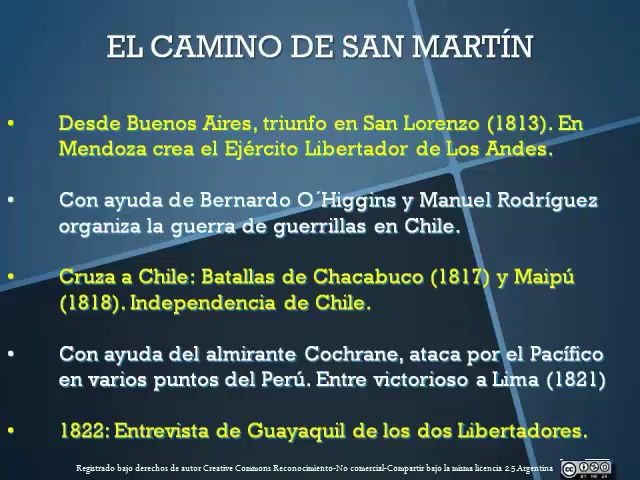 EL CAMINO DE SAN MARTÍN
• Desde Buenos Aires, triunfo en San Lorenzo (1813). En
Mendoza crea el Ejército Libertador de Los Andes.
• Con ayuda de Bernardo O´Higgins y Manuel Rodríguez
organiza la guerra de guerrillas en Chile.
• Cruza a Chile: Batallas de Chacabuco (1817) y Maipú
(1818). Independencia de Chile.
• Con ayuda del almirante Cochrane, ataca por el Pacífico
en varios puntos del Perú. Entre victorioso a Lima (1821)
• 1822: Entrevista de Guayaquil de los dos Libertadores.
Registrado bajo derechos de autor Creative Commons Reconocimiento-No comercial-Compartir bajo la misma licencia 2.5 Argentina
BY NC SA